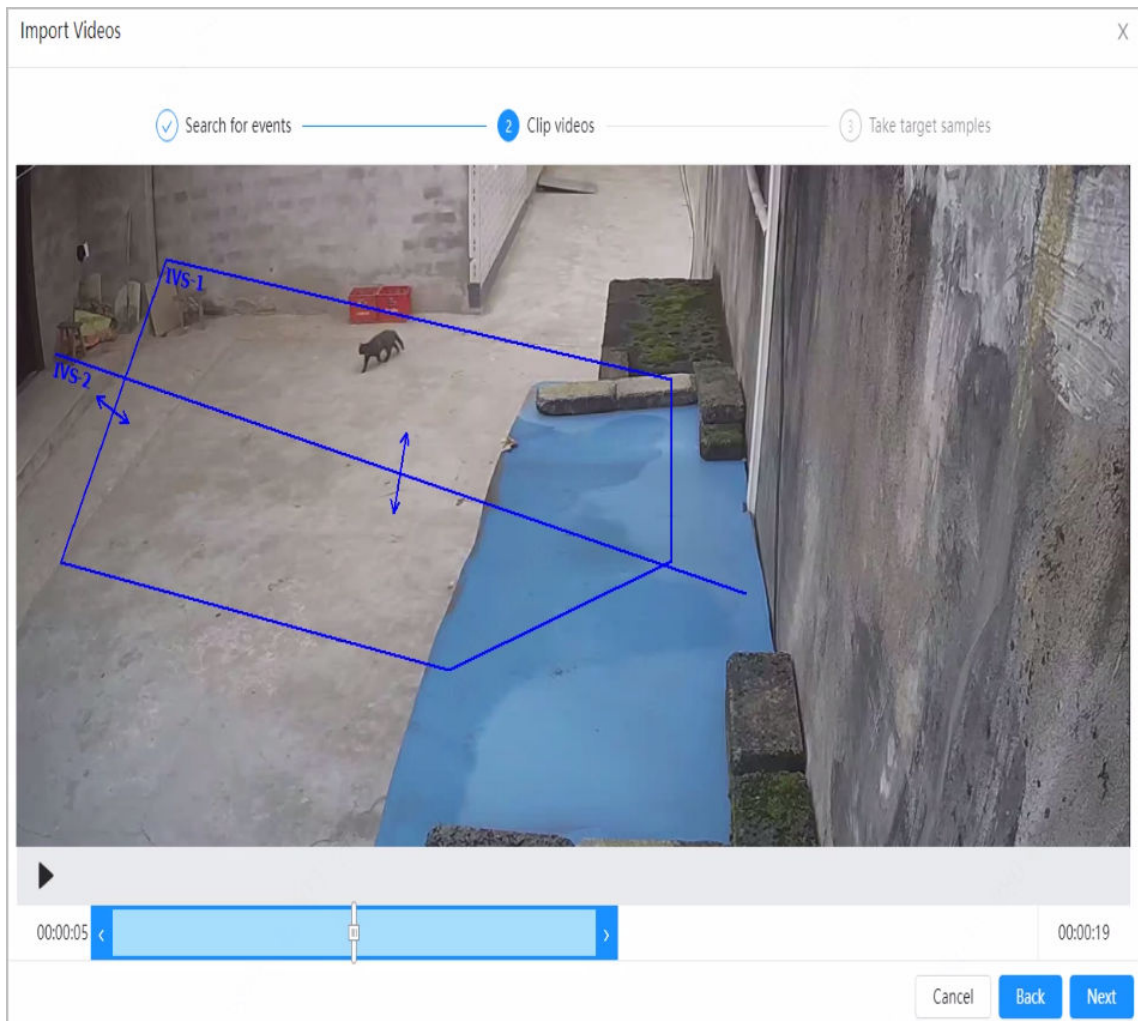 Import Videos X
Search for events 2 Clip videos 3 Take target samples
IVS-1
IVS-2
00:00:05 00:00:19
Cancel Back Next